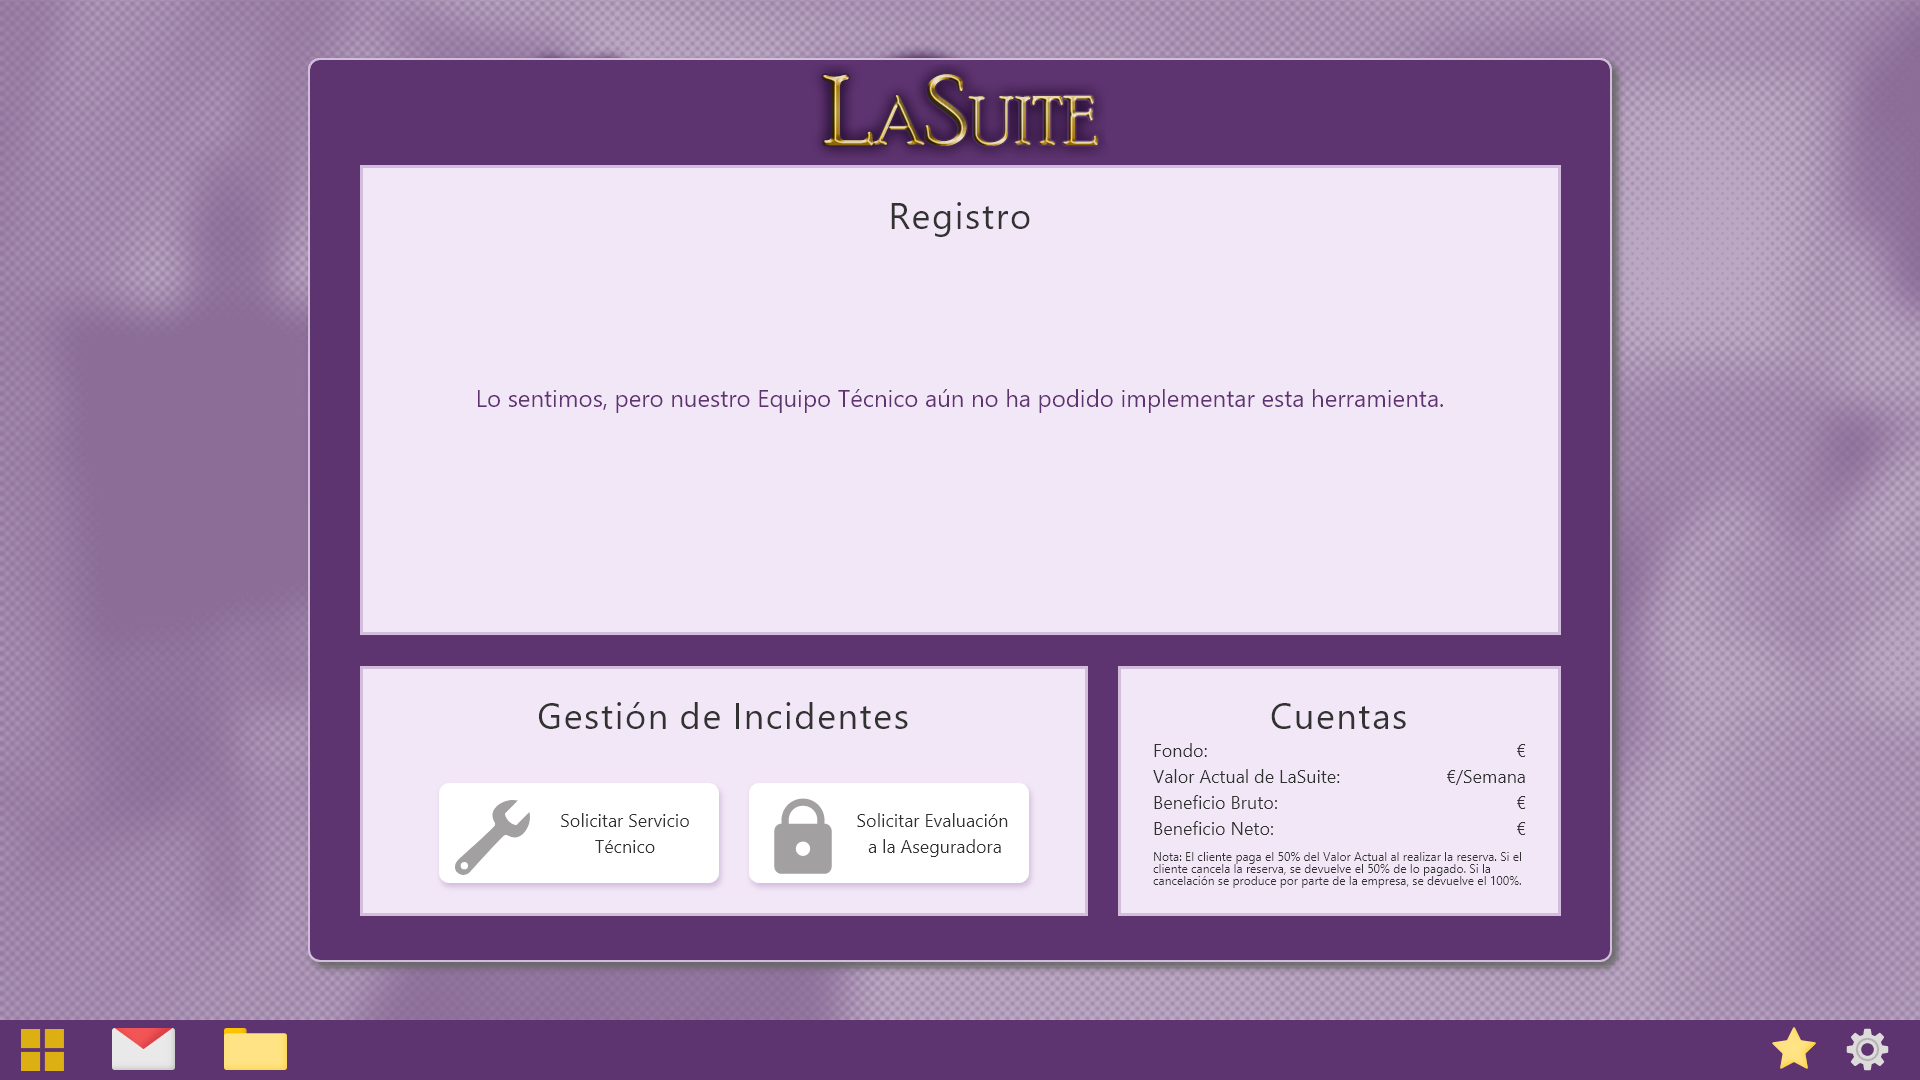 LASUITE
Registro
Lo sentimos, pero nuestro Equipo Técnico aún no ha podido implementar esta herramienta.
Gestión de Incidentes
Solicitar Servicio
Técnico
Solicitar Evaluación
a la Aseguradora
Cuentas
Fondo: €
Valor Actual de LaSuite: €/Semana
Beneficio Bruto: €
Beneficio Neto: €
Nota: El cliente paga el 50% del Valor Actual al realizar la reserva. Si el
cliente cancela la reserva, se devuelve el 50% de lo pagado. Si la
cancelación se produce por parte de la empresa, se devuelve el 100%.